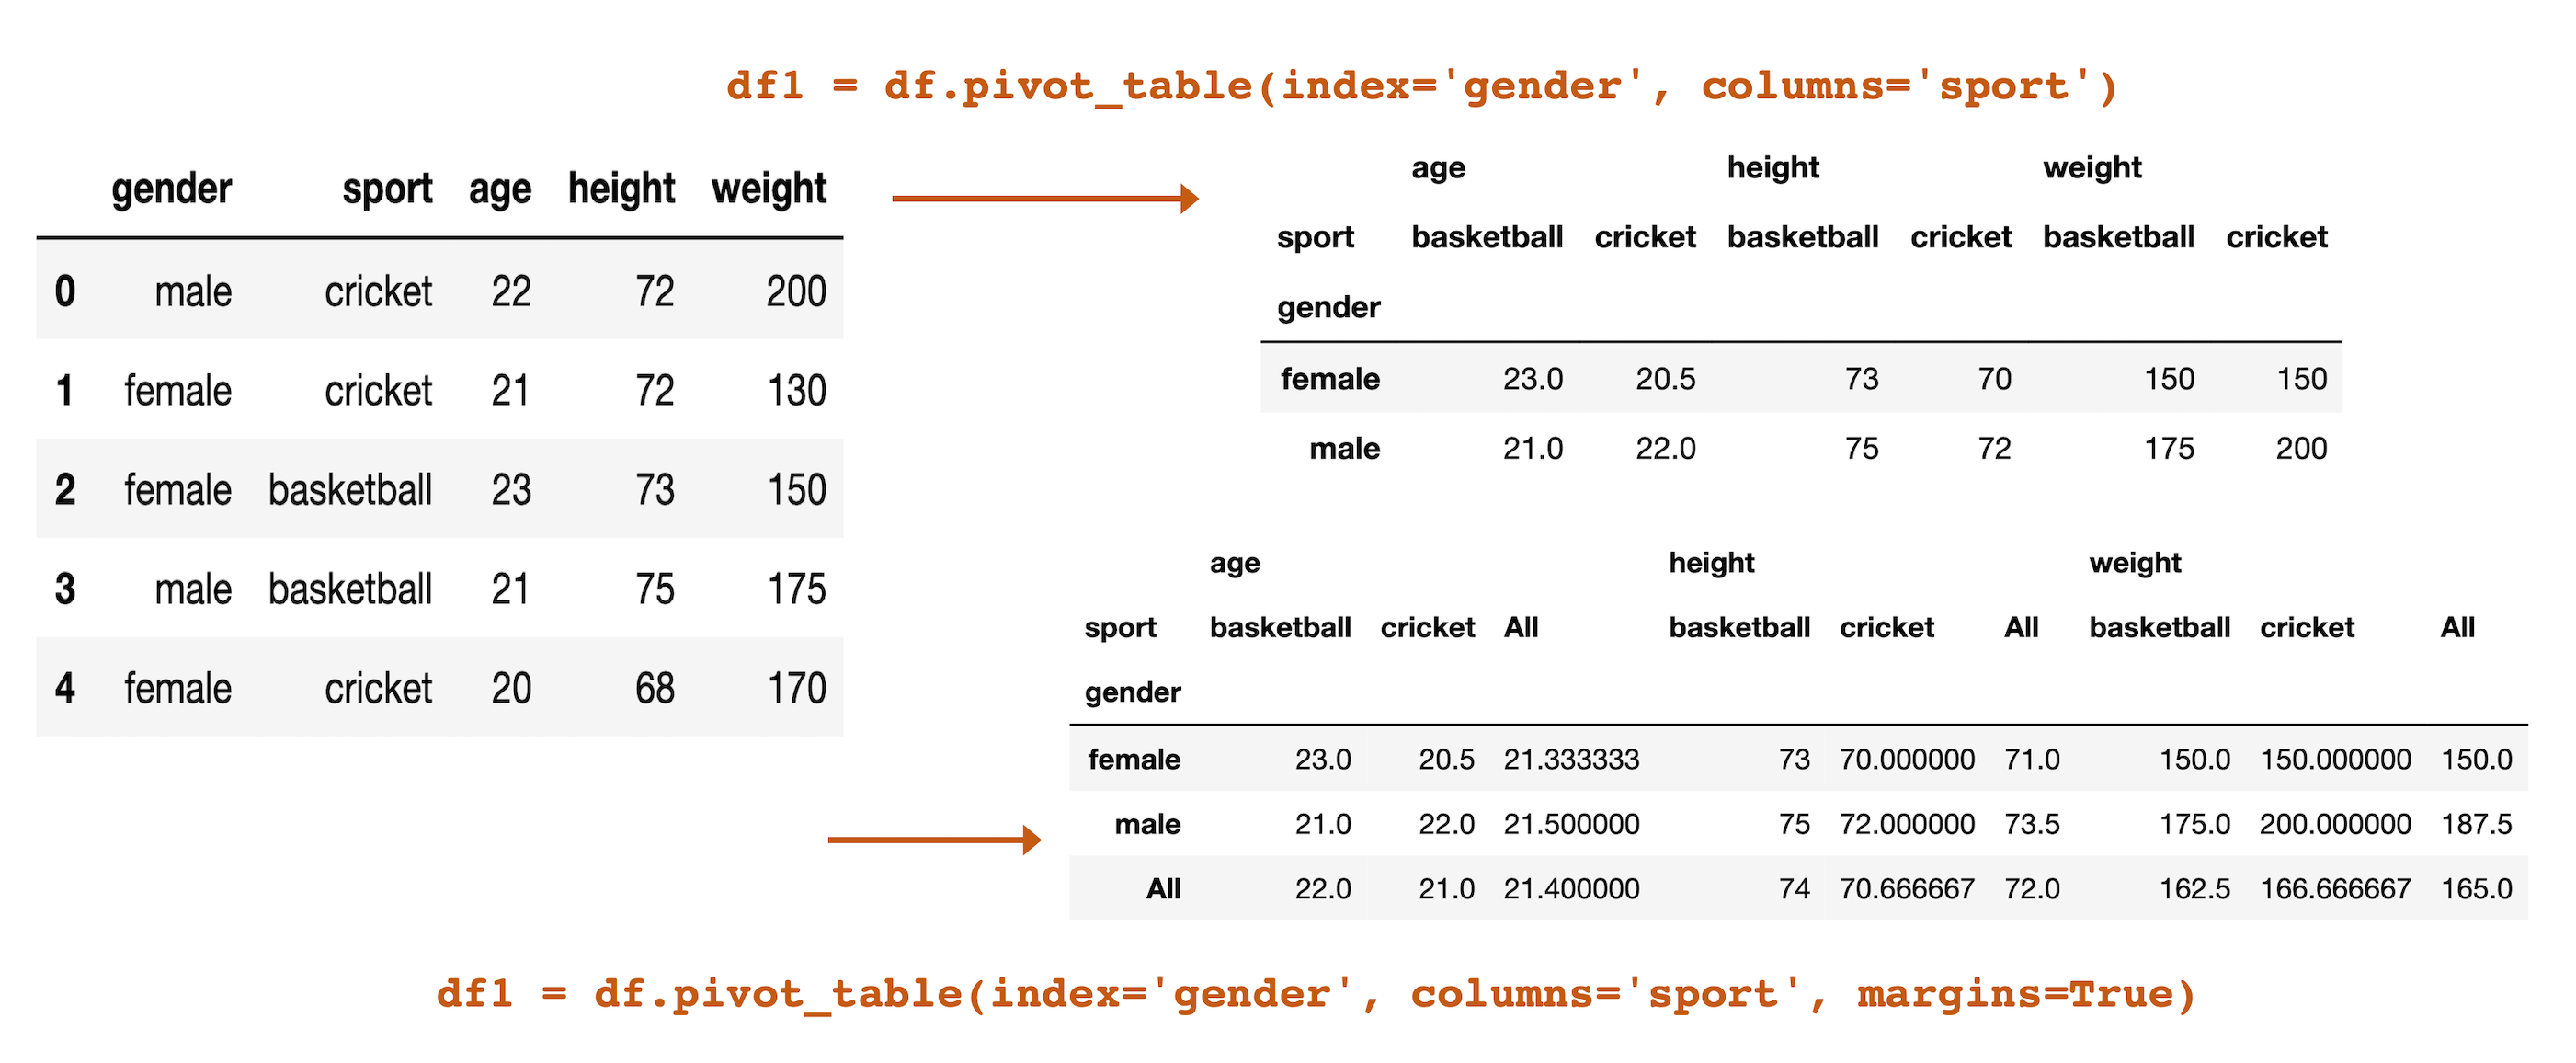 df1 = df.pivot_table(index='gender', columns='sport')
gender sport age height weight
0 male cricket 22 72 200
1 female cricket 21 72 130
2 female basketball 23 73 150
3 male basketball 21 75 175
4 female cricket 20 68 170
age height weight
sport basketball cricket basketball cricket basketball cricket
gender
female 23.0 20.5 73 70 150 150
male 21.0 22.0 75 72 175 200
age height weight
sport basketball cricket All basketball cricket All basketball cricket All
gender
female 23.0 20.5 21.333333 73 70.000000 71.0 150.0 150.000000 150.0
male 21.0 22.0 21.500000 75 72.000000 73.5 175.0 200.000000 187.5
All 22.0 21.0 21.400000 74 70.666667 72.0 162.5 166.666667 165.0
df1 = df.pivot_table(index='gender', columns='sport', margins=True)